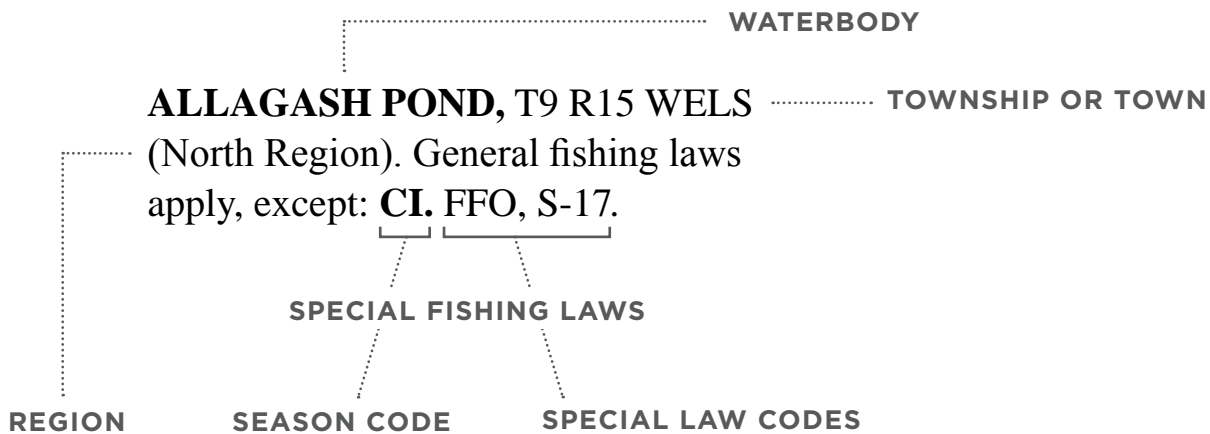 WATERBODY
ALLAGASH POND, T9 R15 WELS
TOWNSHIP OR TOWN
(North Region). General fishing laws
apply, except: CI. FFO, S-17.
SPECIAL FISHING LAWS
REGION
SEASON CODE
SPECIAL LAW CODES